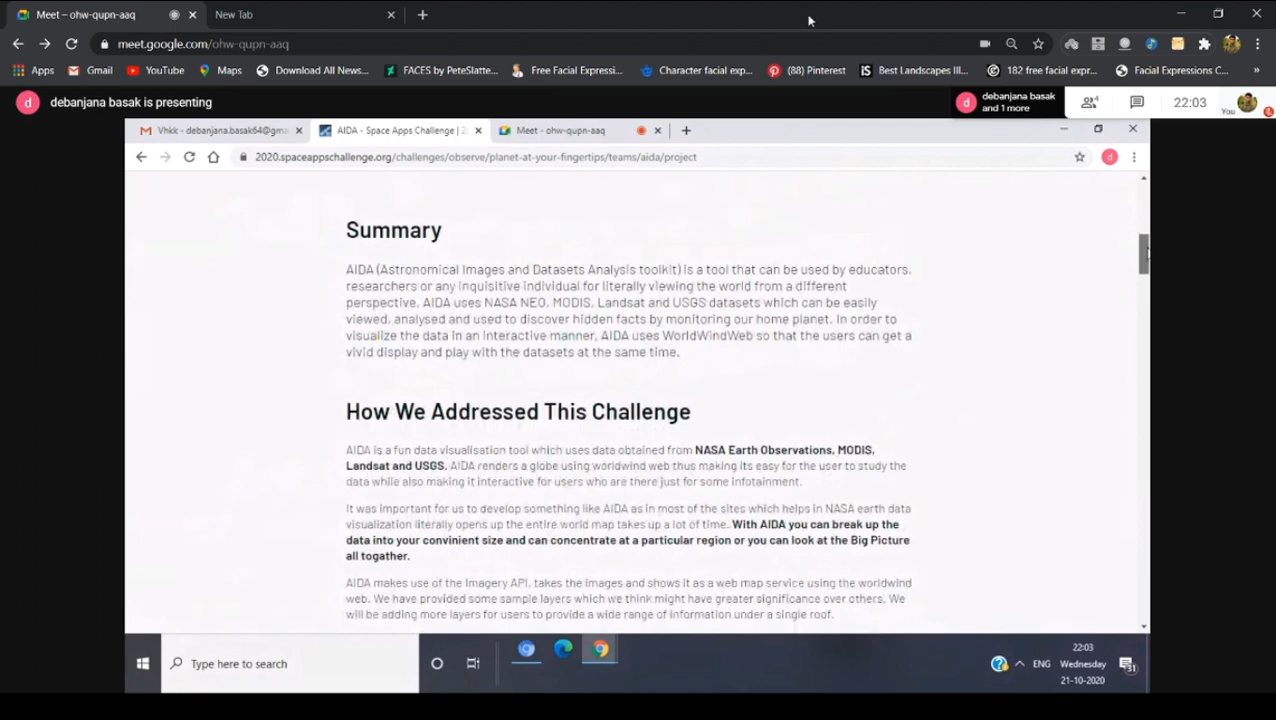 Meet – ohw-qupn-aaq
New Tab
meet.google.com/ohw-qupn-aaq
Apps
Gmail
YouTube
Maps
Download All News...
FACES by PeteSlatte...
Free Facial Expressi...
Character facial exp...
(88) Pinterest
Best Landscapes Ill...
182 free facial expr...
Facial Expressions C...
»
d
debanjana basak is presenting
d
debanjana basak
and 1 more
4
22:03
You
Vhkk - debanjana.basak64@gma
AIDA - Space Apps Challenge | 2
Meet - ohw-qupn-aaq
2020.spaceappschallenge.org/challenges/observe/planet-at-your-fingertips/teams/aida/project
d
Summary
AIDA (Astronomical Images and Datasets Analysis toolkit) is a tool that can be used by educators,
researchers or any inquisitive individual for literally viewing the world from a different
perspective. AIDA uses NASA NEO, MODIS, Landsat and USGS datasets which can be easily
viewed, analysed and used to discover hidden facts by monitoring our home planet. In order to
visualize the data in an interactive manner, AIDA uses WorldWindWeb so that the users can get a
vivid display and play with the datasets at the same time.
How We Addressed This Challenge
AIDA is a fun data visualisation tool which uses data obtained from NASA Earth Observations, MODIS,
Landsat and USGS. AIDA renders a globe using worldwind web thus making its easy for the user to study the
data while also making it interactive for users who are there just for some infotainment.
It was important for us to develop something like AIDA as in most of the sites which helps in NASA earth data
visualization literally opens up the entire world map takes up a lot of time. With AIDA you can break up the
data into your convinient size and can concentrate at a particular region or you can look at the Big Picture
all togather.
AIDA makes use of the Imagery API, takes the images and shows it as a web map service using the worldwind
web. We have provided some sample layers which we think might have greater significance over others. We
will be adding more layers for users to provide a wide range of information under a single roof.
Type here to search
ENG
22:03
Wednesday
21-10-2020
31